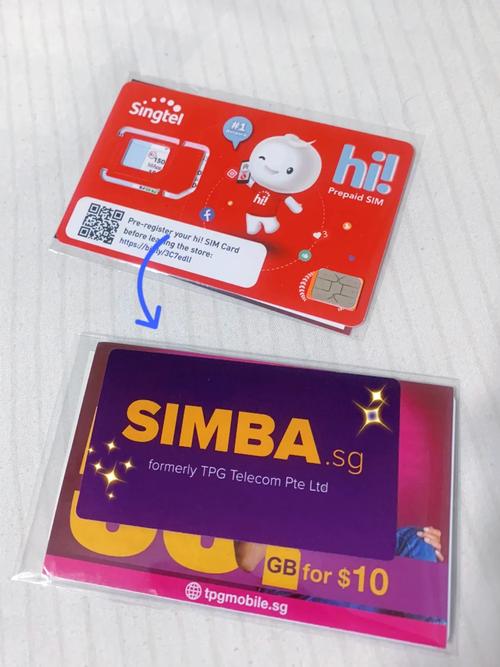 Singtel
#1
hi!
Prepaid SIM
hi!
Pre-register your hi! SIM Card
before leaving the store:
SIMBA.sg
formerly TPG Telecom Pte Ltd
GB for $10
tpgmobile.sg